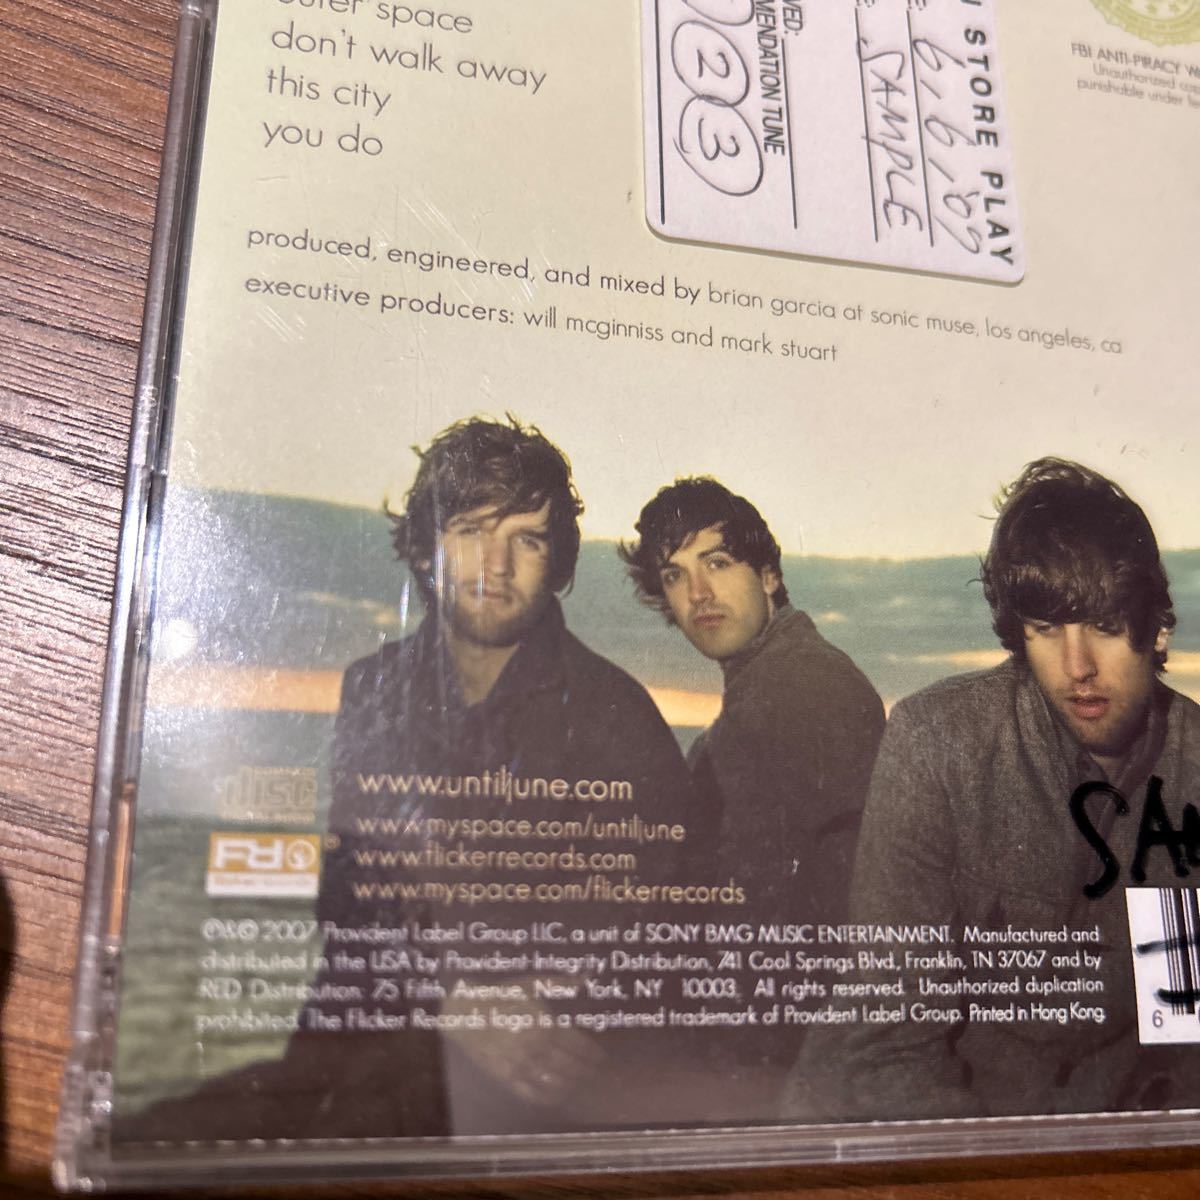 outer space
don't walk away
this city
you do
produced, engineered, and mixed by brian garcia at sonic muse, los angeles, ca
executive producers: will mcginniss and mark stuart
STORE PLAY
6,6,'07
SAMPLE
MENDATION TUNE
2 3
FBI ANTI-PIRACY
Unauthorized
punishable under
disc
www.untiljune.com
www.myspace.com/untiljune
www.flickerrecords.com
www.myspace.com/flickerrecords
℗&© 2007 Provident Label Group LLC, a unit of SONY BMG MUSIC ENTERTAINMENT. Manufactured and
distributed in the USA by Provident-Integrity Distribution, 741 Cool Springs Blvd., Franklin, TN 37067 and by
RED Distribution: 75 Fifth Avenue, New York, NY 10003. All rights reserved. Unauthorized duplication
prohibited. The Flicker Records logo is a registered trademark of Provident Label Group. Printed in Hong Kong.
SA
6